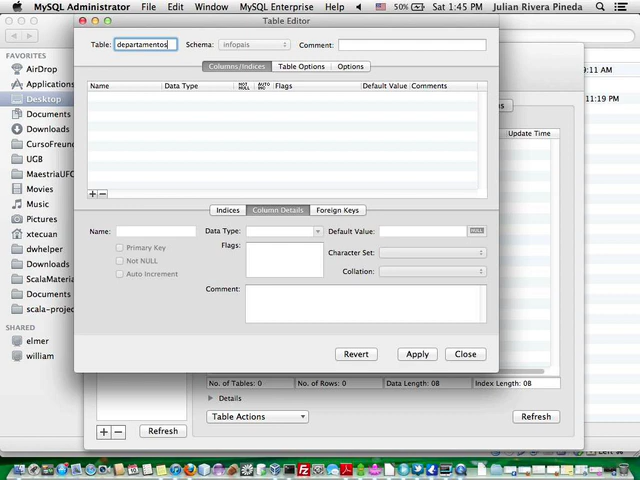 MySQL Administrator File Edit Window MySQL Enterprise Help 50% Sat 1:45 PM Julian Rivera Pineda
Table Editor
Table: departamentos Schema: infopais Comment:
Columns/Indices Table Options Options
Name Data Type NOT NULL AUTO INC Flags Default Value Comments
Indices Column Details Foreign Keys
Name: Data Type: Default Value: NULL
Primary Key
Not NULL
Auto Increment
Flags:
Character Set:
Collation:
Comment:
Revert Apply Close
FAVORITES
AirDrop
Applications
Desktop
Documents
Downloads
CursoFreun
UGB
MaestriaUFG
Movies
Music
Pictures
xtecuan
dwhelper
ScalaMaterial
Documents
scala-projec
SHARED
elmer
william
9:11 AM
11:19 PM
Update Time
No. of Tables: 0 No. of Rows: 0 Data Length: 0B Index Length: 0B
Details
Table Actions Refresh
Refresh